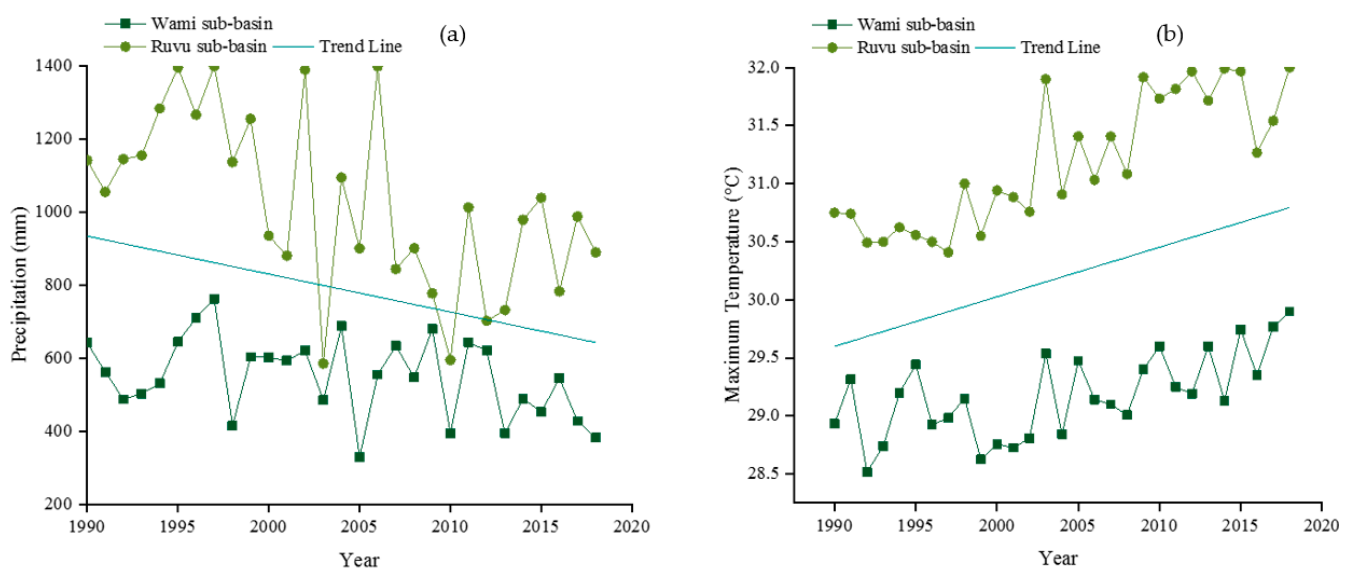 Wami sub-basin
Ruvu sub-basin Trend Line
(a)
1400
1200
1000
800
600
400
200
Precipitation (mm)
1990 1995 2000 2005 2010 2015 2020
Year
Wami sub-basin
Ruvu sub-basin Trend Line
(b)
32.0
31.5
31.0
30.5
30.0
29.5
29.0
28.5
Maximum Temperature (°C)
1990 1995 2000 2005 2010 2015 2020
Year